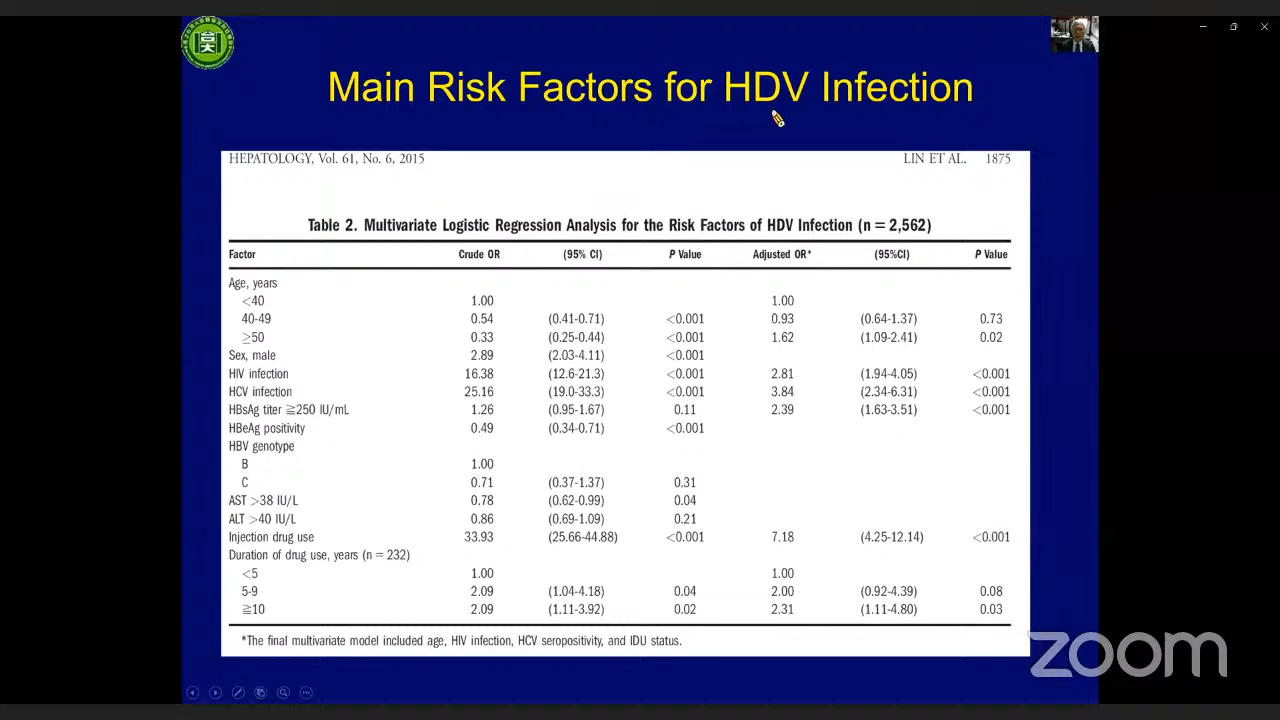 Main Risk Factors for HDV Infection
HEPATOLOGY, Vol. 61, No. 6, 2015 LIN ET AL. 1875
Table 2. Multivariate Logistic Regression Analysis for the Risk Factors of HDV Infection (n = 2,562)
Factor Crude OR (95% CI) P Value Adjusted OR* (95%CI) P Value
Age, years
<40 1.00 1.00
40-49 0.54 (0.41-0.71) <0.001 0.93 (0.64-1.37) 0.73
≥50 0.33 (0.25-0.44) <0.001 1.62 (1.09-2.41) 0.02
Sex, male 2.89 (2.03-4.11) <0.001
HIV infection 16.38 (12.6-21.3) <0.001 2.81 (1.94-4.05) <0.001
HCV infection 25.16 (19.0-33.3) <0.001 3.84 (2.34-6.31) <0.001
HBsAg titer ≧250 IU/mL 1.26 (0.95-1.67) 0.11 2.39 (1.63-3.51) <0.001
HBeAg positivity 0.49 (0.34-0.71) <0.001
HBV genotype
B 1.00
C 0.71 (0.37-1.37) 0.31
AST >38 IU/L 0.78 (0.62-0.99) 0.04
ALT >40 IU/L 0.86 (0.69-1.09) 0.21
Injection drug use 33.93 (25.66-44.88) <0.001 7.18 (4.25-12.14) <0.001
Duration of drug use, years (n = 232)
<5 1.00 1.00
5-9 2.09 (1.04-4.18) 0.04 2.00 (0.92-4.39) 0.08
≧10 2.09 (1.11-3.92) 0.02 2.31 (1.11-4.80) 0.03
*The final multivariate model included age, HIV infection, HCV seropositivity, and IDU status.
zoom